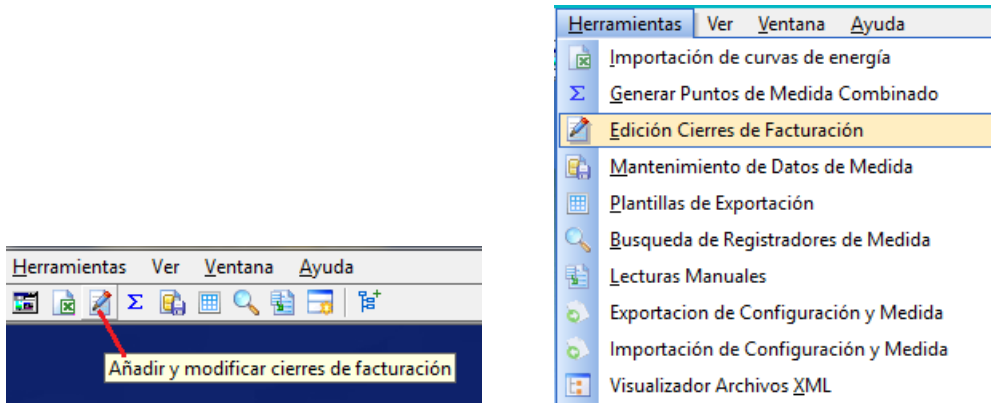 Herramientas Ver Ventana Ayuda
Añadir y modificar cierres de facturación
Herramientas Ver Ventana Ayuda
Importación de curvas de energía
Σ Generar Puntos de Medida Combinado
Edición Cierres de Facturación
Mantenimiento de Datos de Medida
Plantillas de Exportación
Busqueda de Registradores de Medida
Lecturas Manuales
Exportacion de Configuración y Medida
Importación de Configuración y Medida
Visualizador Archivos XML